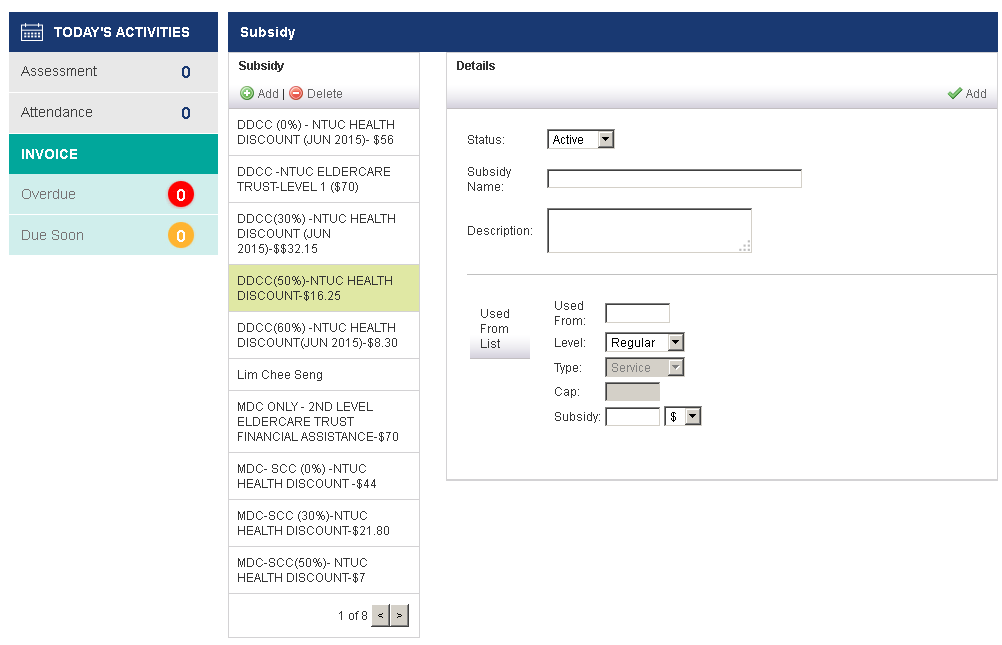 TODAY'S ACTIVITIES
Assessment 0
Attendance 0
INVOICE
Overdue 0
Due Soon 0
Subsidy
Subsidy
Add | Delete
DDCC (0%) - NTUC HEALTH
DISCOUNT (JUN 2015)- $56
DDCC -NTUC ELDERCARE
TRUST-LEVEL 1 ($70)
DDCC(30%) -NTUC HEALTH
DISCOUNT (JUN
2015)-$$32.15
DDCC(50%)-NTUC HEALTH
DISCOUNT-$16.25
DDCC(60%) -NTUC HEALTH
DISCOUNT(JUN 2015)-$8.30
Lim Chee Seng
MDC ONLY - 2ND LEVEL
ELDERCARE TRUST
FINANCIAL ASSISTANCE-$70
MDC- SCC (0%) -NTUC
HEALTH DISCOUNT -$44
MDC-SCC (30%)-NTUC
HEALTH DISCOUNT-$21.80
MDC-SCC(50%)- NTUC
HEALTH DISCOUNT-$7
1 of 8 < >
Details
Add
Status: Active
Subsidy
Name:
Description:
Used
From
List
Used
From:
Level: Regular
Type: Service
Cap:
Subsidy: $